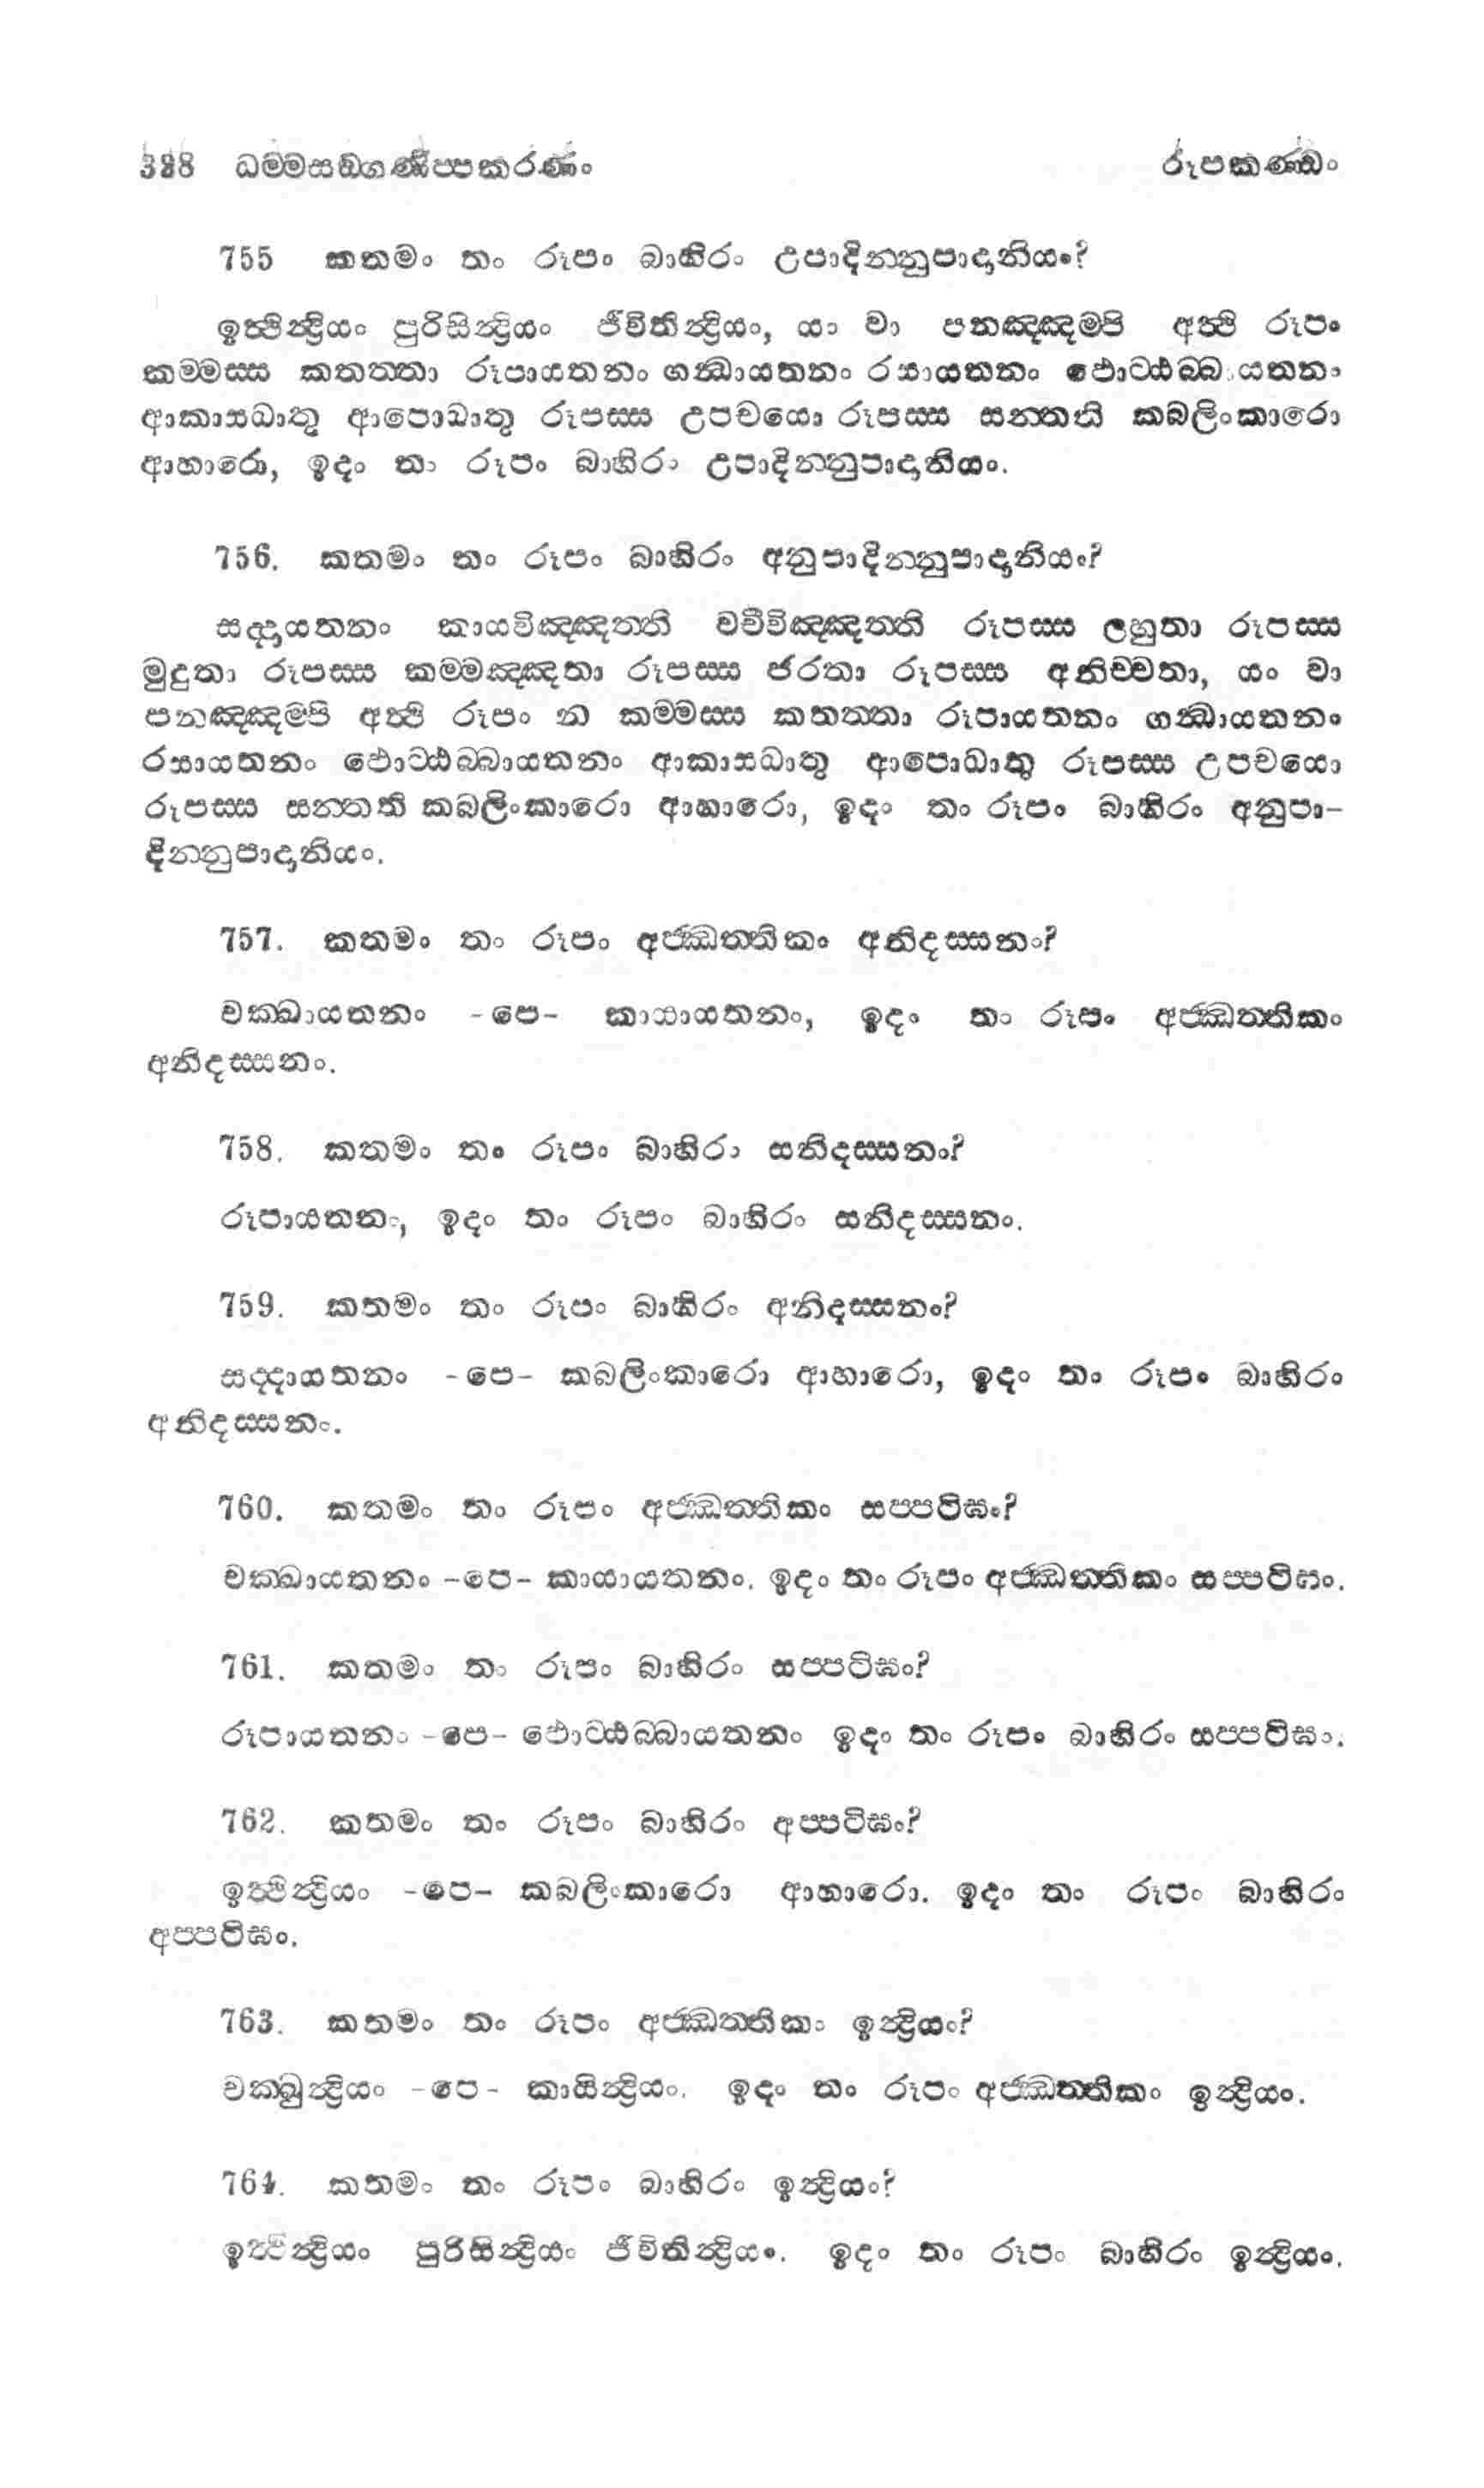 388 ධම්මසඞ්ගණිප්පකරණං රූපකණ්ඩං
755 කතමං තං රූපං බාහිරං උපාදින්නුපාදානියං?
ඉත්ථින්ද්‍රියං පුරිසින්ද්‍රියං ජීවිතින්ද්‍රියං, යං වා පනඤ්ඤම්පි අත්ථි රූපං
කම්මස්ස කතත්තා රූපායතනං ගන්ධායතනං රසායතනං ඵොට්ඨබ්බායතනං
ආකාසධාතු ආපොධාතු රූපස්ස උපචයො රූපස්ස සන්තති කබලිංකාරො
ආහාරො, ඉදං තං රූපං බාහිරං උපාදින්නුපාදානියං.
756. කතමං තං රූපං බාහිරං අනුපාදින්නුපාදානියං?
සද්දායතනං කායවිඤ්ඤත්ති වචීවිඤ්ඤත්ති රූපස්ස ලහුතා රූපස්ස
මුදුතා රූපස්ස කම්මඤ්ඤතා රූපස්ස ජරතා රූපස්ස අනිච්චතා, යං වා
පනඤ්ඤම්පි අත්ථි රූපං න කම්මස්ස කතත්තා රූපායතනං ගන්ධායතනං
රසායතනං ඵොට්ඨබ්බායතනං ආකාසධාතු ආපොධාතු රූපස්ස උපචයො
රූපස්ස සන්තති කබලිංකාරො ආහාරො, ඉදං තං රූපං බාහිරං අනුපා-
දින්නුපාදානියං.
757. කතමං තං රූපං අජ්ඣත්තිකං අනිදස්සනං?
චක්ඛායතනං -පෙ- කායායතනං, ඉදං තං රූපං අජ්ඣත්තිකං
අනිදස්සනං.
758. කතමං තං රූපං බාහිරං සනිදස්සනං?
රූපායතනං, ඉදං තං රූපං බාහිරං සනිදස්සනං.
759. කතමං තං රූපං බාහිරං අනිදස්සනං?
සද්දායතනං -පෙ- කබලිංකාරො ආහාරො, ඉදං තං රූපං බාහිරං
අනිදස්සනං.
760. කතමං තං රූපං අජ්ඣත්තිකං සප්පටිඝං?
චක්ඛායතනං -පෙ- කායායතනං. ඉදං තං රූපං අජ්ඣත්තිකං සප්පටිඝං.
761. කතමං තං රූපං බාහිරං සප්පටිඝං?
රූපායතනං -පෙ- ඵොට්ඨබ්බායතනං ඉදං තං රූපං බාහිරං සප්පටිඝං.
762. කතමං තං රූපං බාහිරං අප්පටිඝං?
ඉත්ථින්ද්‍රියං -පෙ- කබලිංකාරො ආහාරො. ඉදං තං රූපං බාහිරං
අප්පටිඝං.
763. කතමං තං රූපං අජ්ඣත්තිකං ඉන්ද්‍රියං?
චක්ඛුන්ද්‍රියං -පෙ- කායින්ද්‍රියං. ඉදං තං රූපං අජ්ඣත්තිකං ඉන්ද්‍රියං.
764. කතමං තං රූපං බාහිරං ඉන්ද්‍රියං?
ඉත්ථින්ද්‍රියං පුරිසින්ද්‍රියං ජීවිතින්ද්‍රියං. ඉදං තං රූපං බාහිරං ඉන්ද්‍රියං.